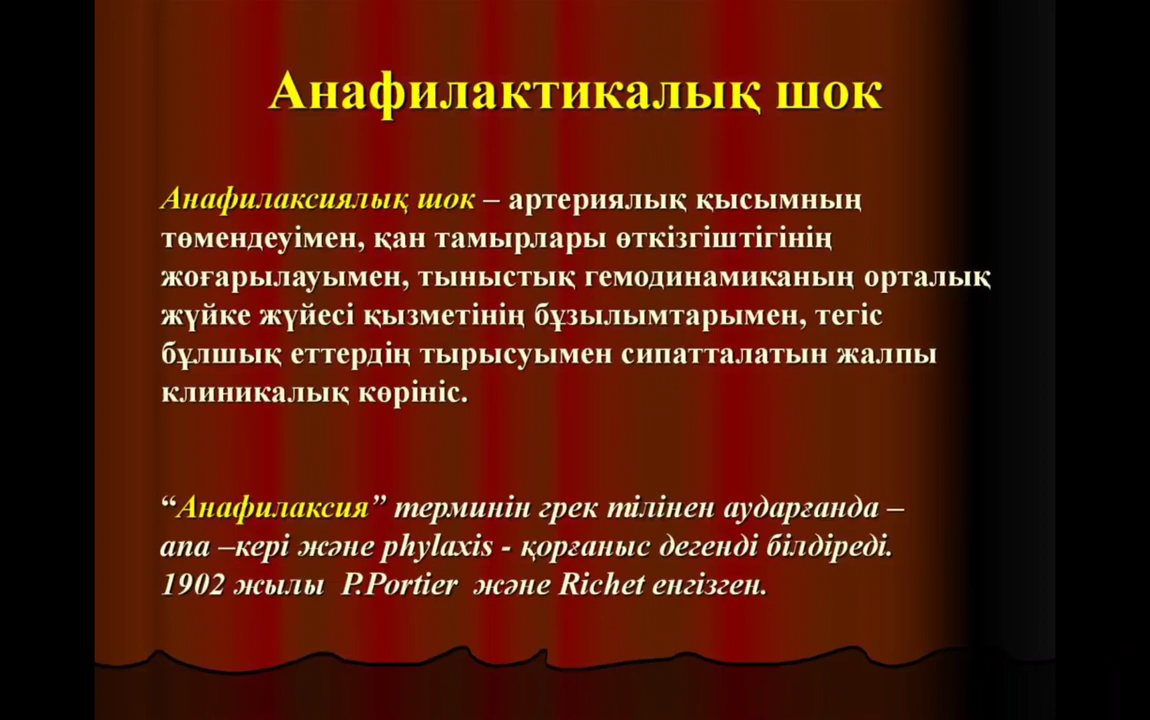 Анафилактикалық шок
Анафилаксиялық шок – артериялық қысымның
төмендеуімен, қан тамырлары өткізгіштігінің
жоғарылауымен, тыныстық гемодинамиканың орталық
жүйке жүйесі қызметінің бұзылымтарымен, тегіс
бұлшық еттердің тырысуымен сипатталатын жалпы
клиникалық көрініс.
“Анафилаксия” терминін грек тілінен аударғанда –
ana –кері және phylaxis - қорғаныс дегенді білдіреді.
1902 жылы P.Portier және Richet енгізген.